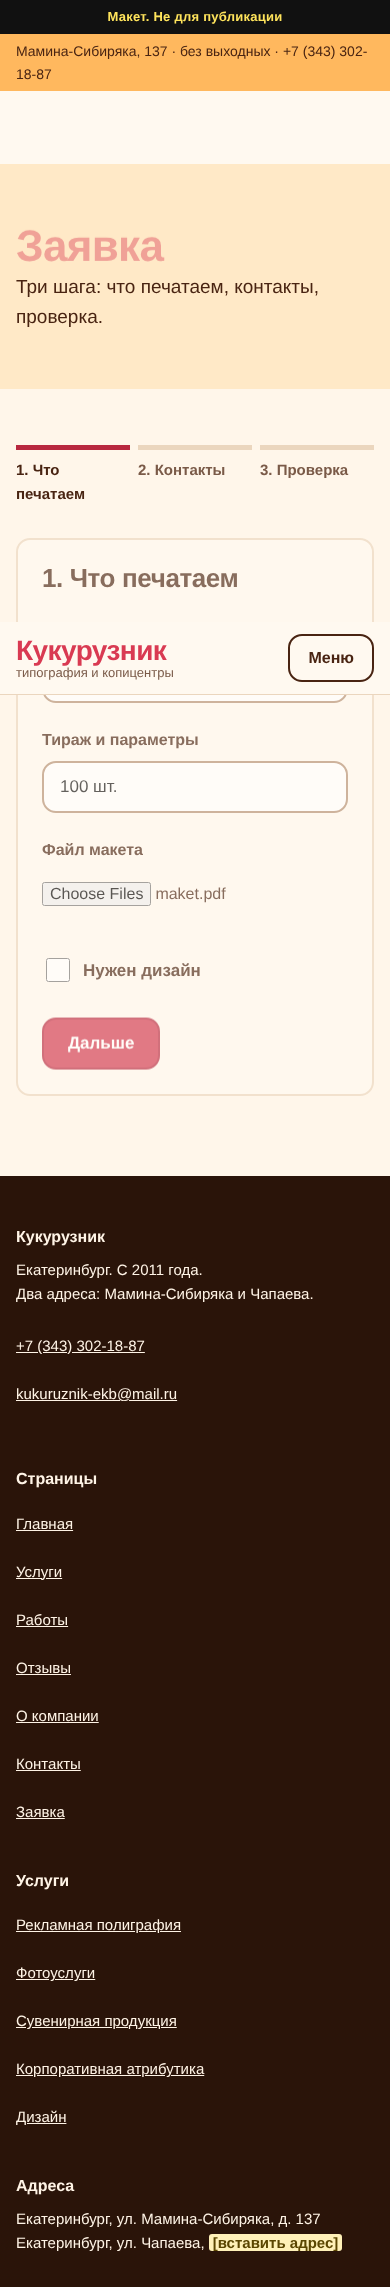 Макет. Не для публикации
Мамина-Сибиряка, 137 · без выходных · +7 (343) 302-
18-87
Заявка
Три шага: что печатаем, контакты,
проверка.
1. Что
печатаем
2. Контакты
3. Проверка
1. Что печатаем
Кукурузник
типография и копицентры
Меню
Тираж и параметры
100 шт.
Файл макета
Choose Files maket.pdf
Нужен дизайн
Дальше
Кукурузник
Екатеринбург. С 2011 года.
Два адреса: Мамина-Сибиряка и Чапаева.
+7 (343) 302-18-87
kukuruznik-ekb@mail.ru
Страницы
Главная
Услуги
Работы
Отзывы
О компании
Контакты
Заявка
Услуги
Рекламная полиграфия
Фотоуслуги
Сувенирная продукция
Корпоративная атрибутика
Дизайн
Адреса
Екатеринбург, ул. Мамина-Сибиряка, д. 137
Екатеринбург, ул. Чапаева, [вставить адрес]